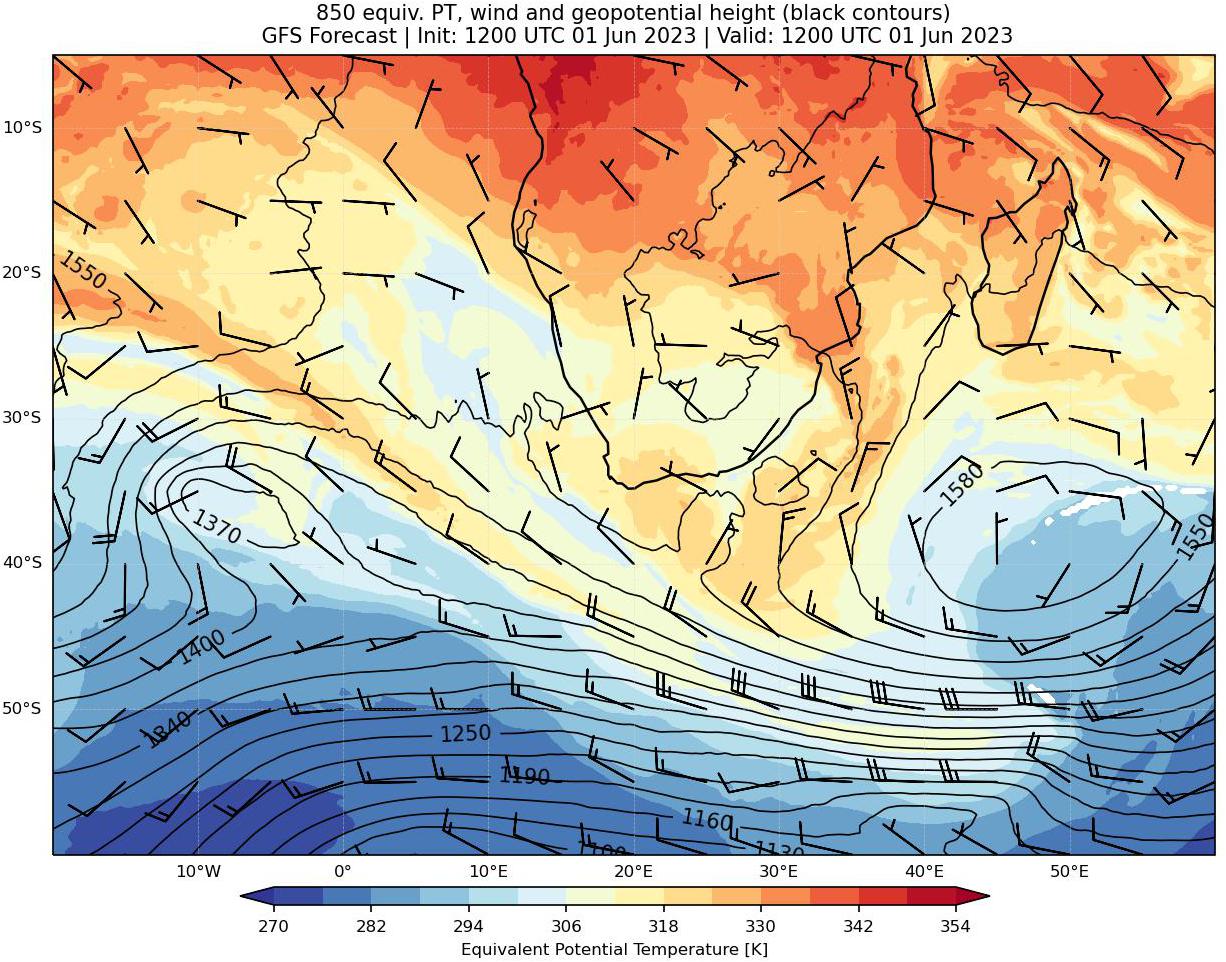 850 equiv. PT, wind and geopotential height (black contours)
GFS Forecast | Init: 1200 UTC 01 Jun 2023 | Valid: 1200 UTC 01 Jun 2023
10°S
20°S
1550
30°S
1580
1370
1550
40°S
1400
50°S
1340
1250
1190
1160
1100
1130
10°W
0°
10°E
20°E
30°E
40°E
50°E
270
282
294
306
318
330
342
354
Equivalent Potential Temperature [K]